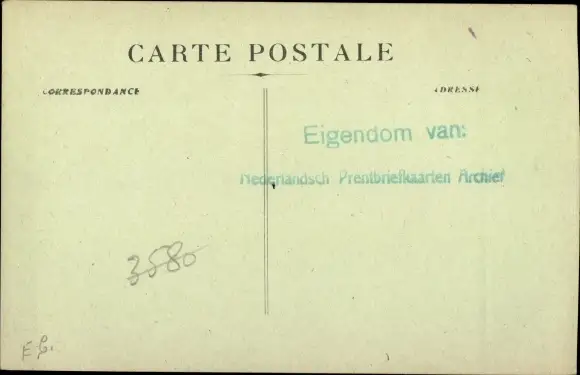 CARTE POSTALE
CORRESPONDANCE
ADRESSE
Eigendom van:
Nederlandsch Prentbriefkaarten Archief
3580